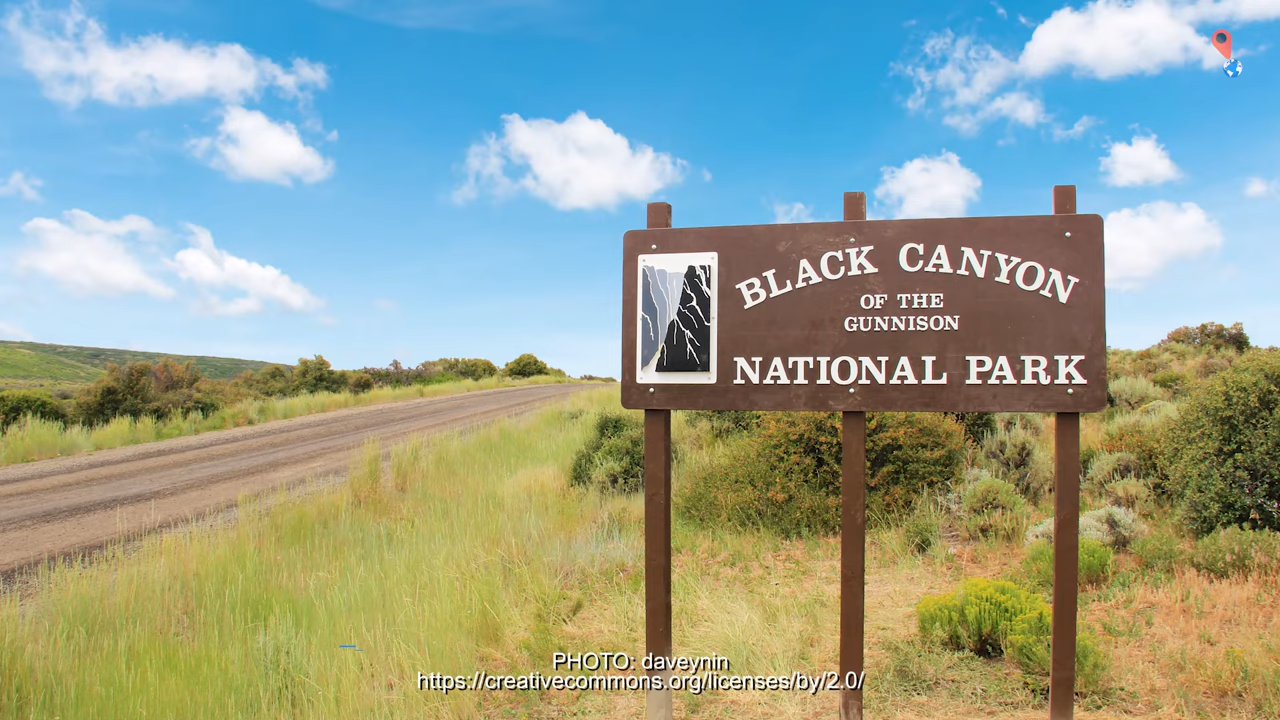 BLACK CANYON
OF THE
GUNNISON
NATIONAL PARK
PHOTO: daveynin
https://creativecommons.org/licenses/by/2.0/